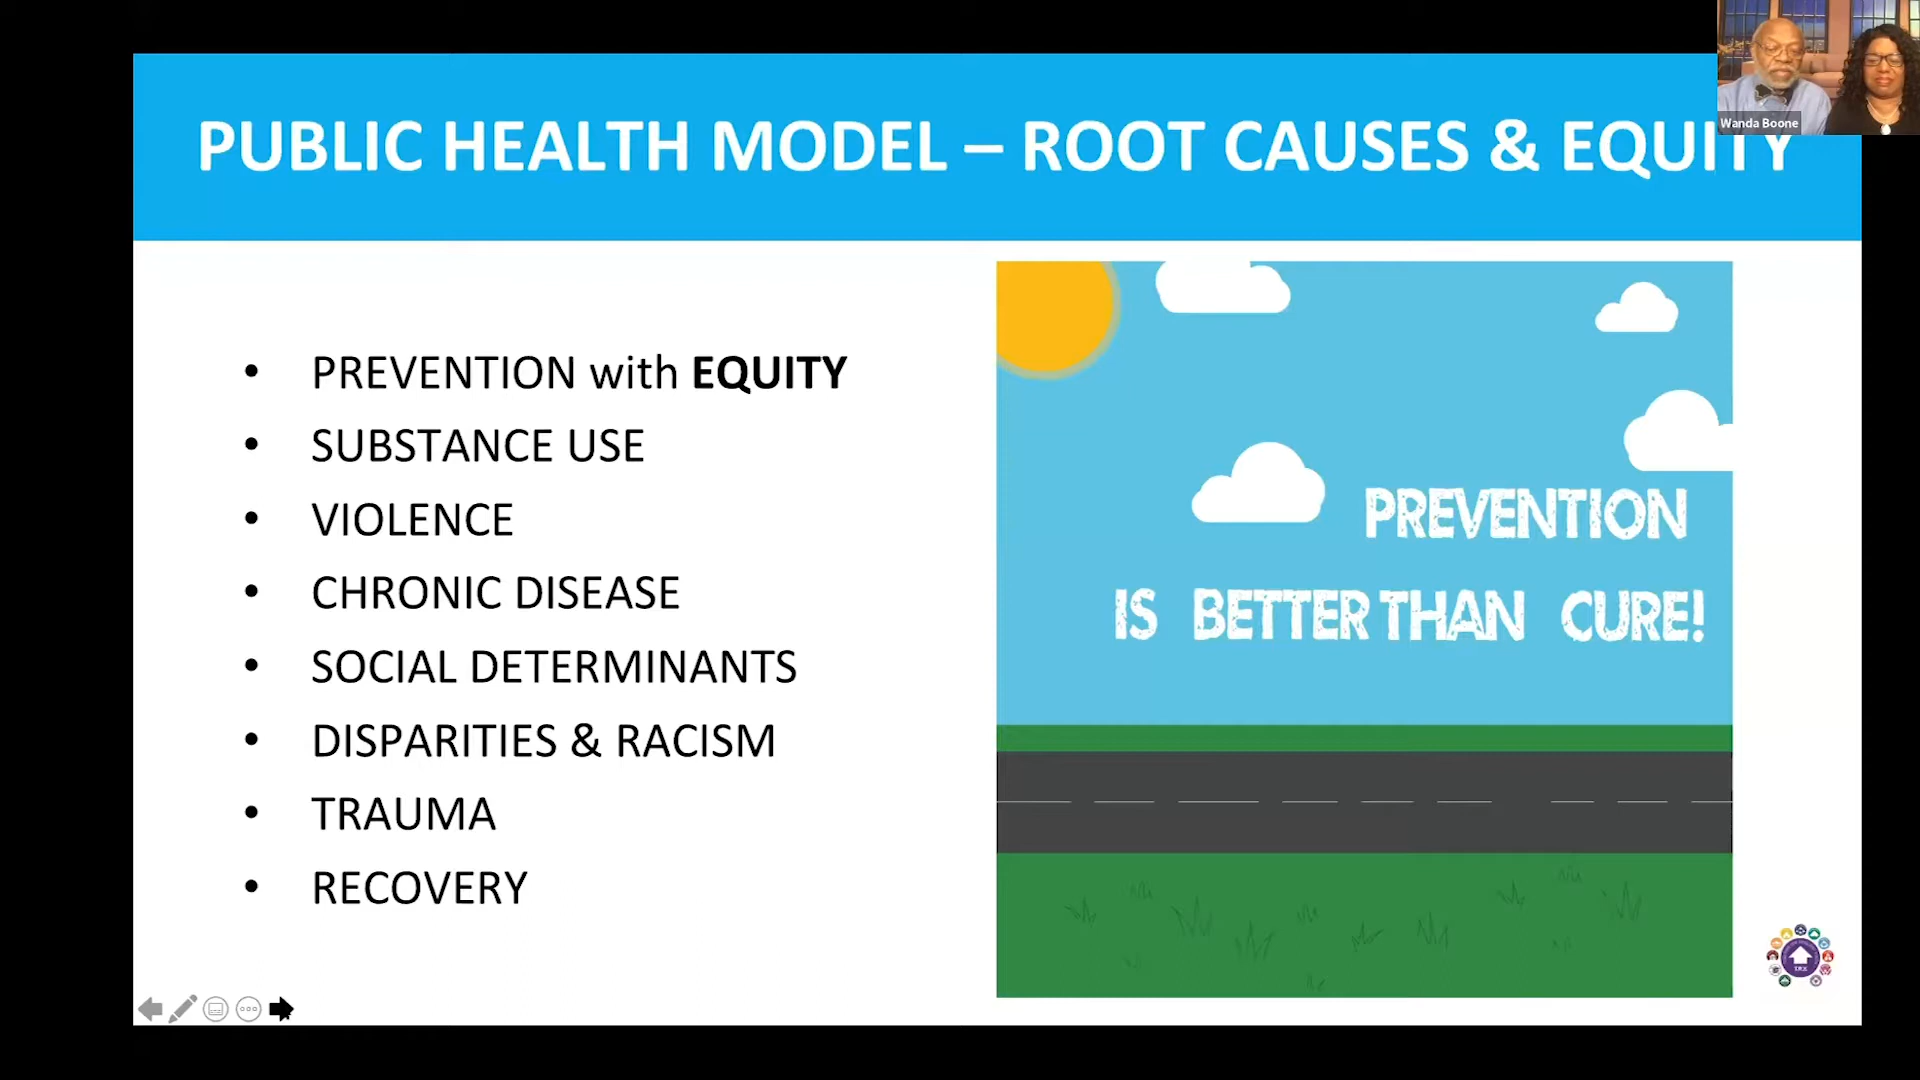 PUBLIC HEALTH MODEL – ROOT CAUSES & EQUITY
Wanda Boone
• PREVENTION with EQUITY
• SUBSTANCE USE
• VIOLENCE
• CHRONIC DISEASE
• SOCIAL DETERMINANTS
• DISPARITIES & RACISM
• TRAUMA
• RECOVERY
PREVENTION
IS BETTER THAN CURE!